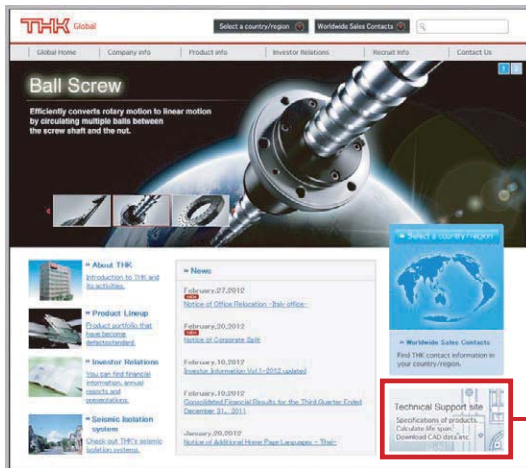 THK Global
Select a country/region
Worldwide Sales Contacts
Global Home
Company info
Product info
Investor Relations
Recruit info
Contact Us
1 2
Ball Screw
Efficiently converts rotary motion to linear motion
by circulating multiple balls between
the screw shaft and the nut.
Select a country/region
About THK
Introduction to THK and
its activities.
Product Lineup
Product portfolio that
have become
defactostandard.
Investor Relations
You can find financial
information, annual
reports and
presentations.
Seismic Isolation
system
Check out THK's seismic
isolation systems.
News
February.27.2012
NEW
Notice of Office Relocation -Italy office-
February.20.2012
NEW
Notice of Corporate Split
February.10.2012
Investor Information Vol.1-2012 updated
February.10.2012
Consolidated Financial Results for the Third Quarter Ended
December 31, 2011
January.20.2012
Notice of Additional Home Page Languages - Thai-
Worldwide Sales Contacts
Find THK contact information in
your country/region.
Technical Support site
Specifications of products,
Calculate life span,
Download CAD data etc.